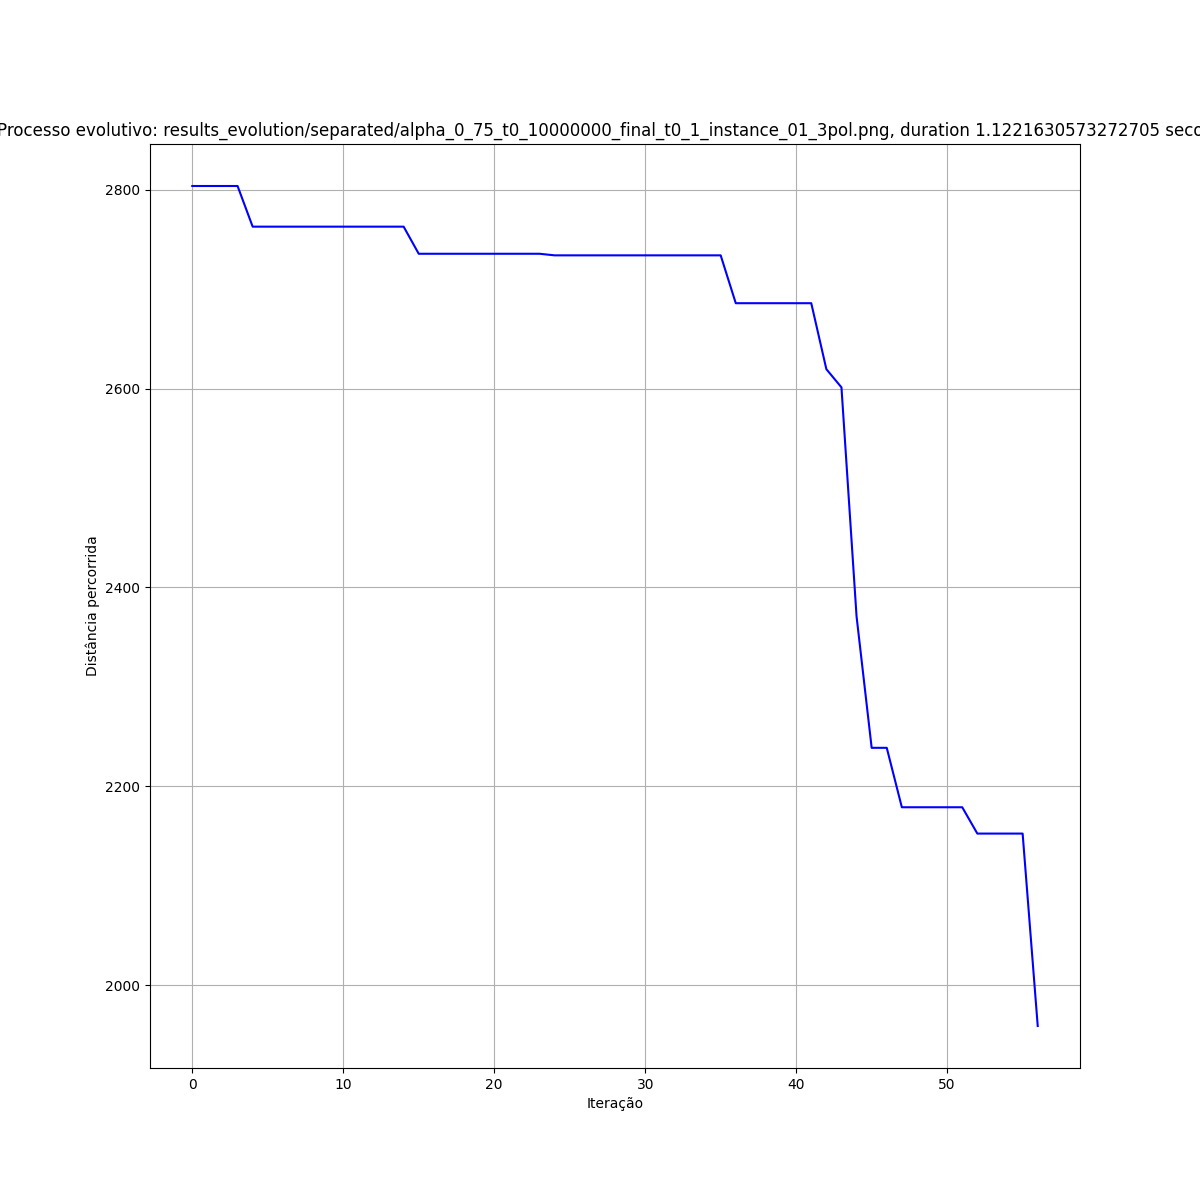 Processo evolutivo: results_evolution/separated/alpha_0_75_t0_10000000_final_t0_1_instance_01_3pol.png, duration 1.1221630573272705 seco
2800
2600
2400
2200
2000
Distância percorrida
0 10 20 30 40 50
Iteração